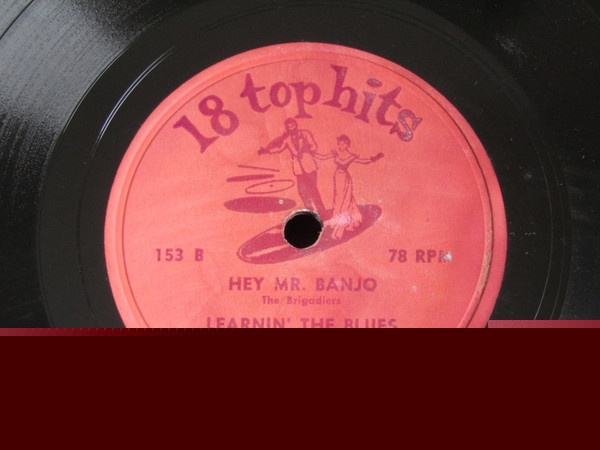 18 top hits
153 B 78 RPM
HEY MR. BANJO
The Brigadiers
LEARNIN' THE BLUES